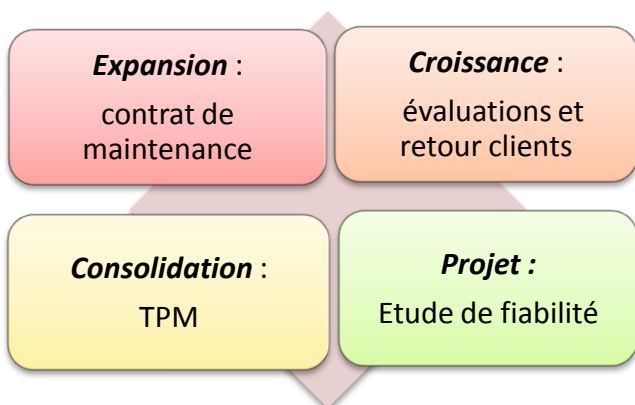 Expansion :
contrat de
maintenance
Croissance :
évaluations et
retour clients
Consolidation :
TPM
Projet :
Etude de fiabilité